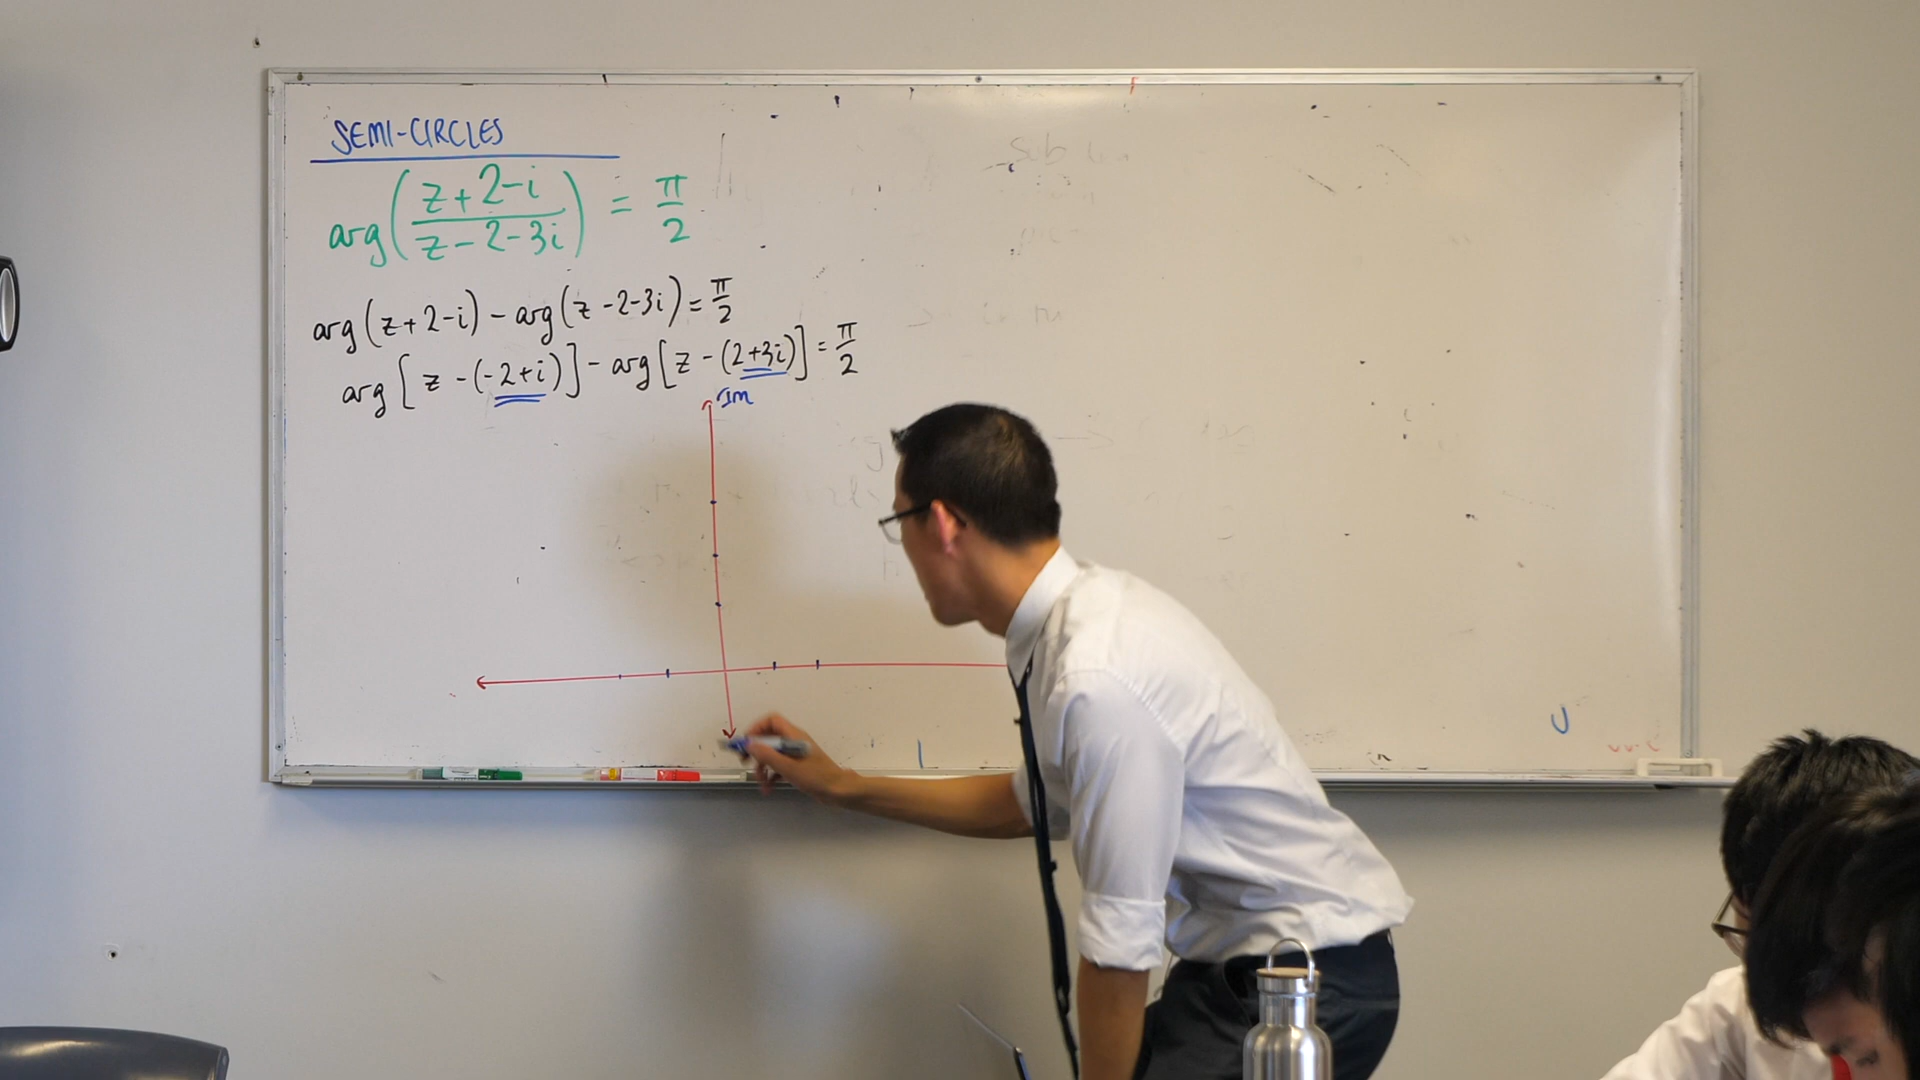 SEMI-CIRCLES
arg((z+2-i)/(z-2-3i)) = π/2
arg(z+2-i) - arg(z-2-3i) = π/2
arg[z-(-2+i)] - arg[z-(2+3i)] = π/2
Im